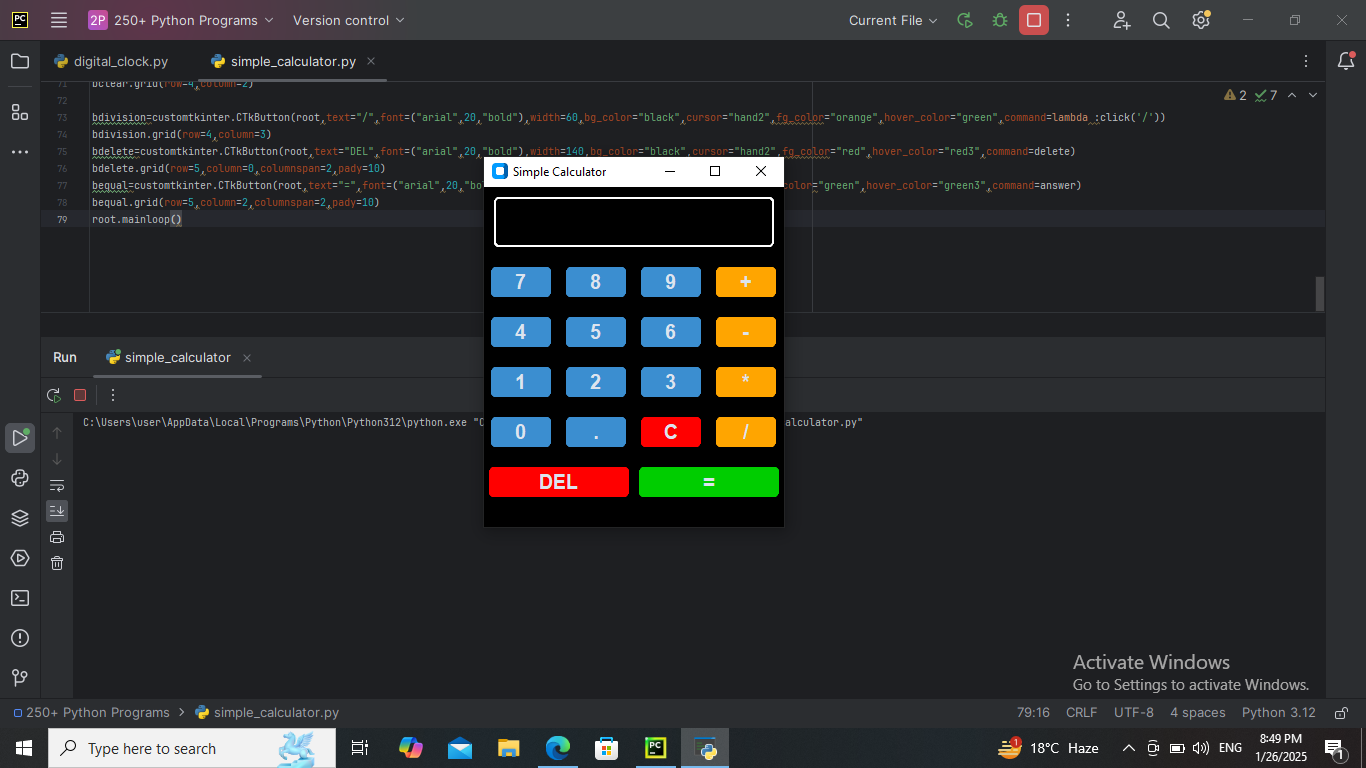 PC
2P 250+ Python Programs Version control Current File
digital_clock.py simple_calculator.py
71 bclear.grid(row=4,column=2)
72 2 7
73 bdivision=customtkinter.CTkButton(root,text="/",font=("arial",20,"bold"),width=60,bg_color="black",cursor="hand2",fg_color="orange",hover_color="green",command=lambda :click('/'))
74 bdivision.grid(row=4,column=3)
75 bdelete=customtkinter.CTkButton(root,text="DEL",font=("arial",20,"bold"),width=140,bg_color="black",cursor="hand2",fg_color="red",hover_color="red3",command=delete)
76 bdelete.grid(row=5,column=0,columnspan=2,pady=10)
77 bequal=customtkinter.CTkButton(root,text="=",font=("arial",20,"bo color="green",hover_color="green3",command=answer)
78 bequal.grid(row=5,column=2,columnspan=2,pady=10)
79 root.mainloop()
Simple Calculator
7 8 9 +
4 5 6 -
1 2 3 *
0 . C /
DEL =
Run simple_calculator
C:\Users\user\AppData\Local\Programs\Python\Python312\python.exe "C alculator.py"
Activate Windows
Go to Settings to activate Windows.
250+ Python Programs > simple_calculator.py 79:16 CRLF UTF-8 4 spaces Python 3.12
Type here to search PC 1 18°C Haze ENG 8:49 PM
1/26/2025 1